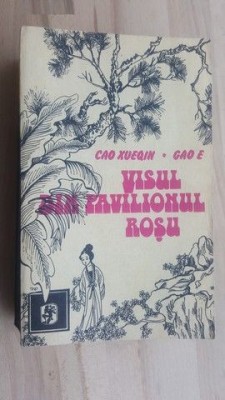 CAO XUEQIN • GAO E
VISUL
DIN PAVILIONUL
ROȘU